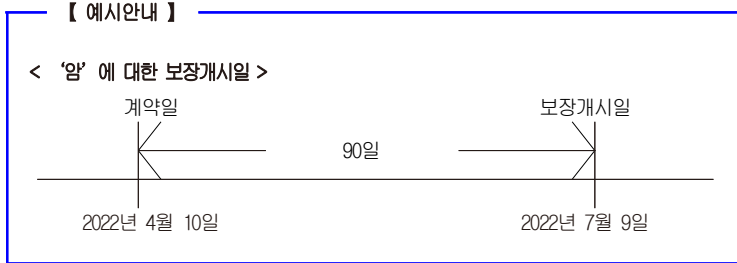 【 예시안내 】
< ‘암’ 에 대한 보장개시일 >
계약일 보장개시일
90일
2022년 4월 10일 2022년 7월 9일